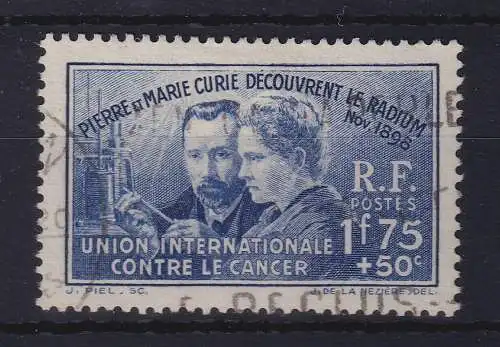 PIERRE ET MARIE CURIE DÉCOUVRENT LE RADIUM
Nov. 1898
R.F.
POSTES
1f75
+50c
UNION INTERNATIONALE
CONTRE LE CANCER
J. PIEL. SC.
J. DE LA NEZIÈRE. DEL.